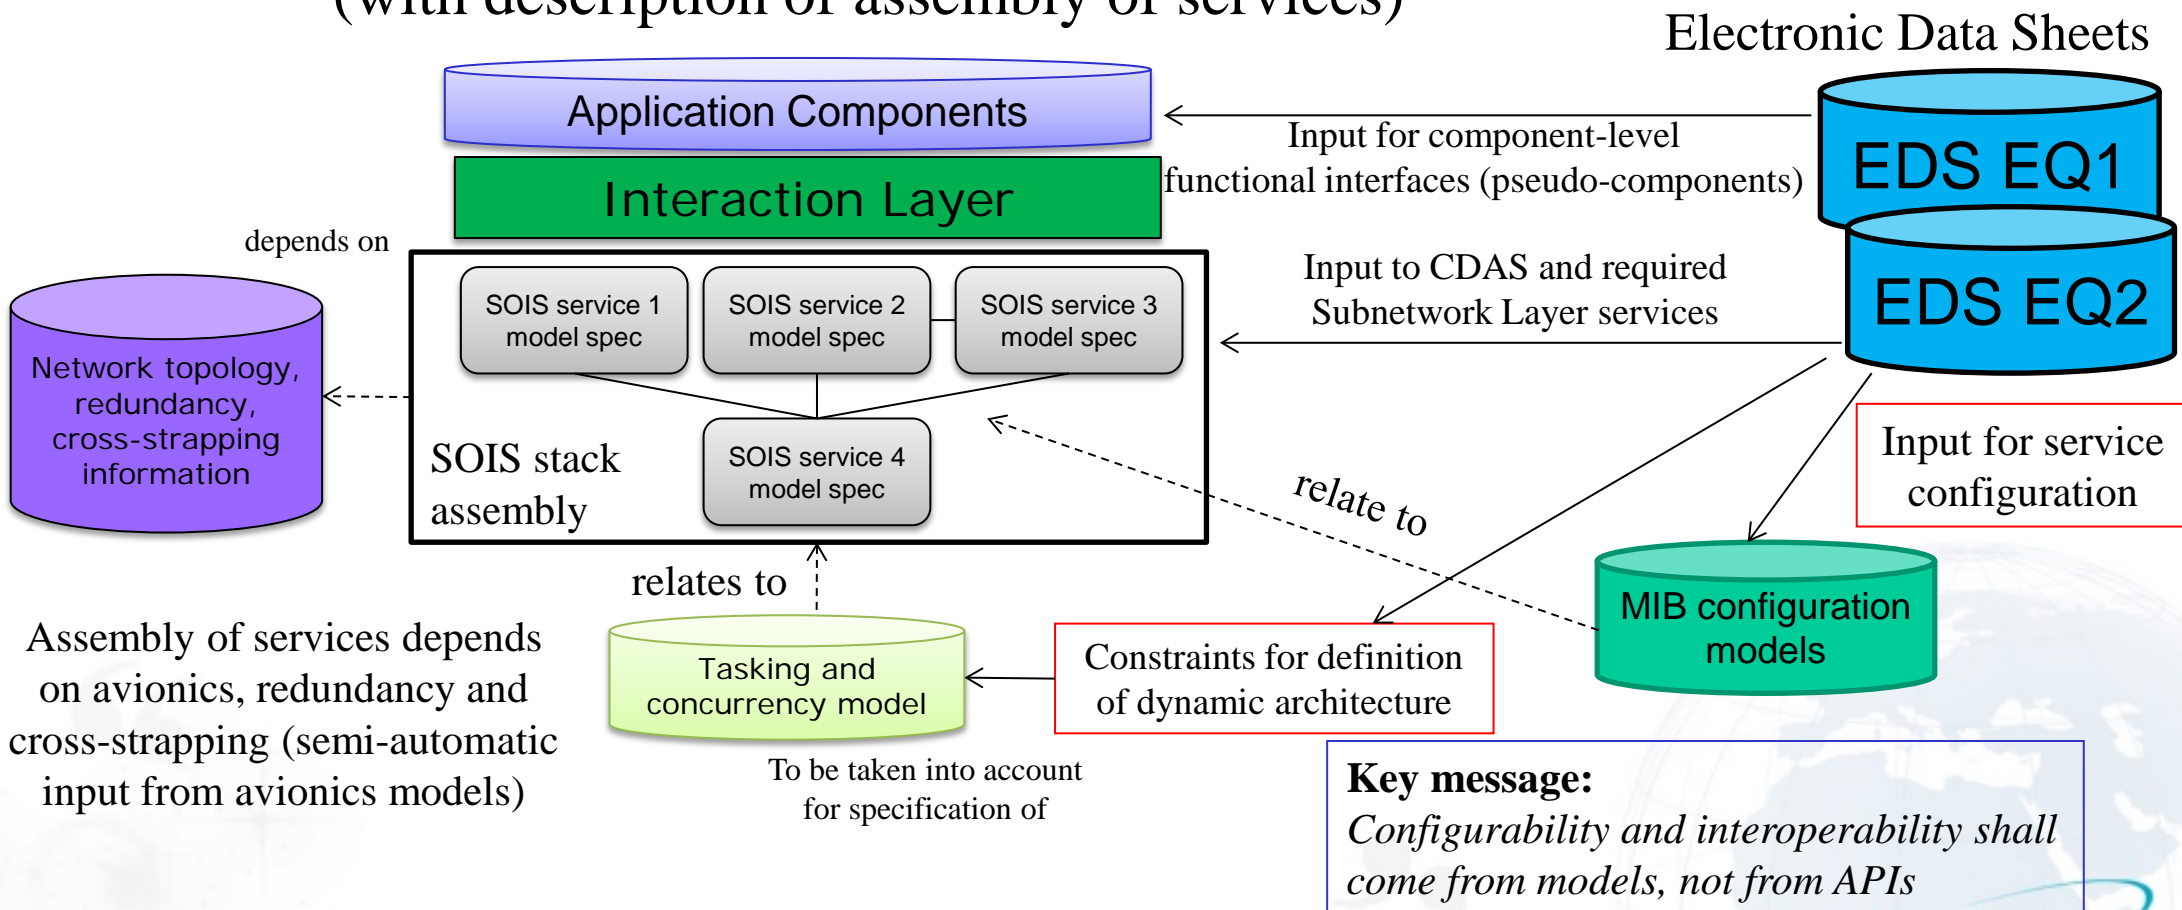 (with description of assembly of services)
Electronic Data Sheets
Application Components
Input for component-level
functional interfaces (pseudo-components)
EDS EQ1
Interaction Layer
depends on
Input to CDAS and required
Subnetwork Layer services
EDS EQ2
SOIS service 1
model spec
SOIS service 2
model spec
SOIS service 3
model spec
Network topology,
redundancy,
cross-strapping
information
SOIS stack
assembly
SOIS service 4
model spec
relate to
Input for service
configuration
relates to
MIB configuration
models
Assembly of services depends
on avionics, redundancy and
cross-strapping (semi-automatic
input from avionics models)
Tasking and
concurrency model
Constraints for definition
of dynamic architecture
To be taken into account
for specification of
Key message:
Configurability and interoperability shall
come from models, not from APIs